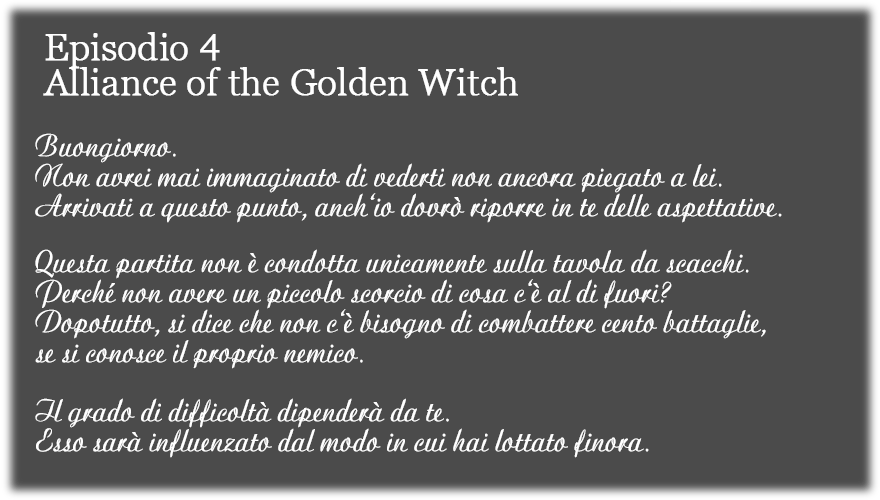 Episodio 4
Alliance of the Golden Witch
Buongiorno.
Non avrei mai immaginato di vederti non ancora piegato a lei.
Arrivati a questo punto, anch'io dovrò riporre in te delle aspettative.
Questa partita non è condotta unicamente sulla tavola da scacchi.
Perché non avere un piccolo scorcio di cosa c'è al di fuori?
Dopotutto, si dice che non c'è bisogno di combattere cento battaglie,
se si conosce il proprio nemico.
Il grado di difficoltà dipenderà da te.
Esso sarà influenzato dal modo in cui hai lottato finora.